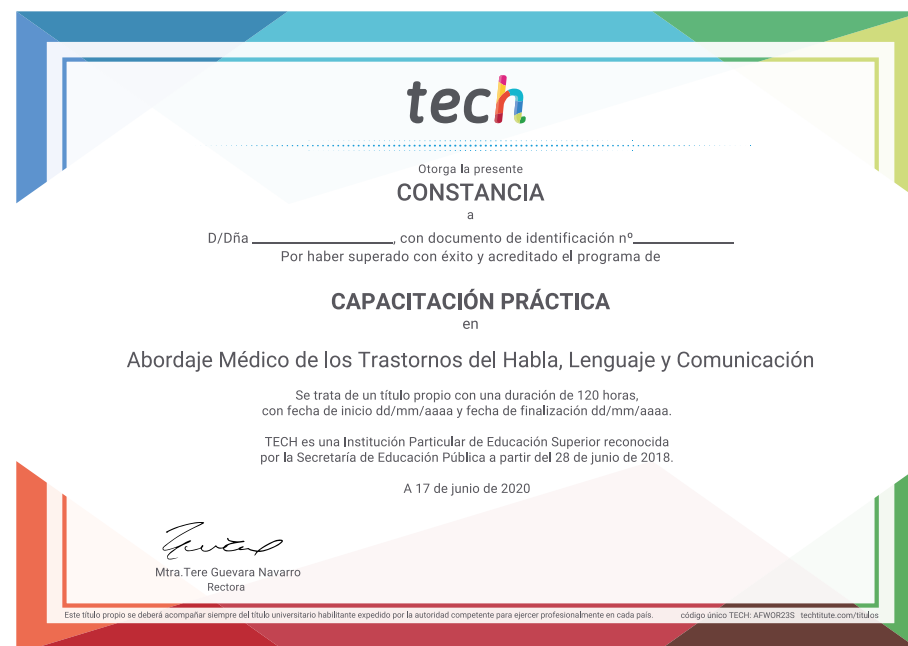 tech
Otorga la presente
CONSTANCIA
a
D/Dña ____________________, con documento de identificación nº______________
Por haber superado con éxito y acreditado el programa de
CAPACITACIÓN PRÁCTICA
en
Abordaje Médico de los Trastornos del Habla, Lenguaje y Comunicación
Se trata de un título propio con una duración de 120 horas,
con fecha de inicio dd/mm/aaaa y fecha de finalización dd/mm/aaaa.
TECH es una Institución Particular de Educación Superior reconocida
por la Secretaría de Educación Pública a partir del 28 de junio de 2018.
A 17 de junio de 2020
Mtra.Tere Guevara Navarro
Rectora
Este título propio se deberá acompañar siempre del título universitario habilitante expedido por la autoridad competente para ejercer profesionalmente en cada país. código único TECH: AFWOR23S techtitute.com/titulos